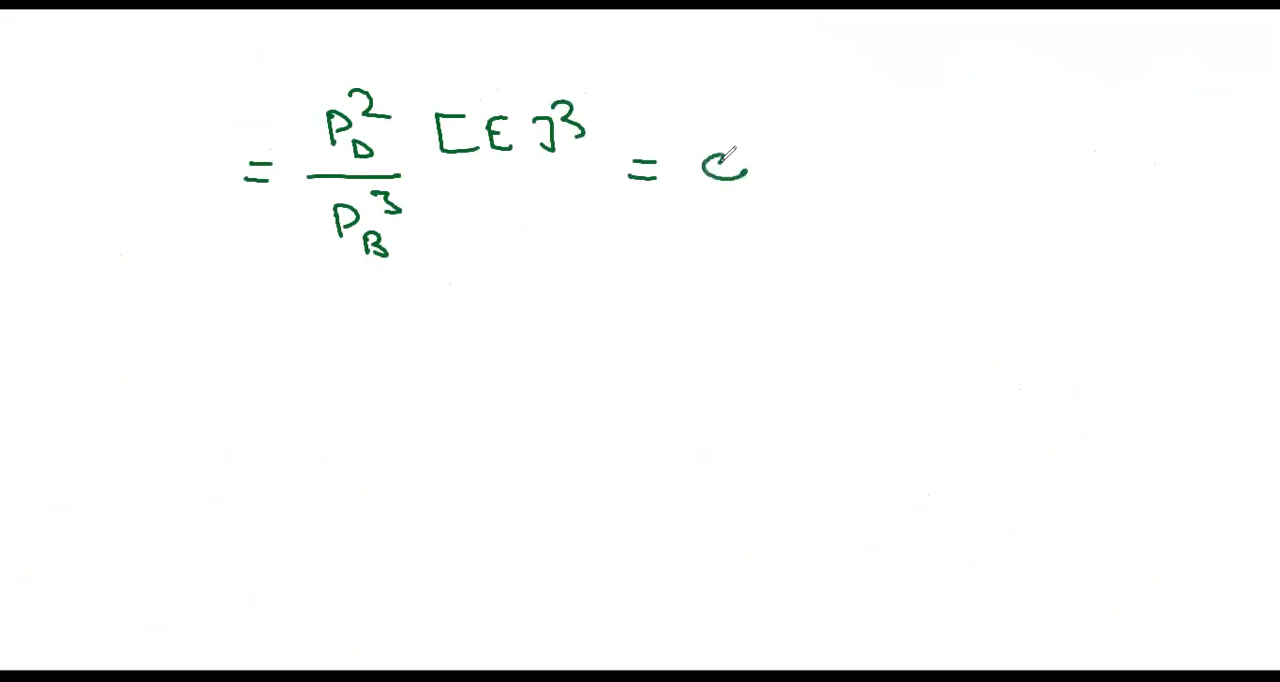 = P_D^2 [E]^3 / P_B^3 = c